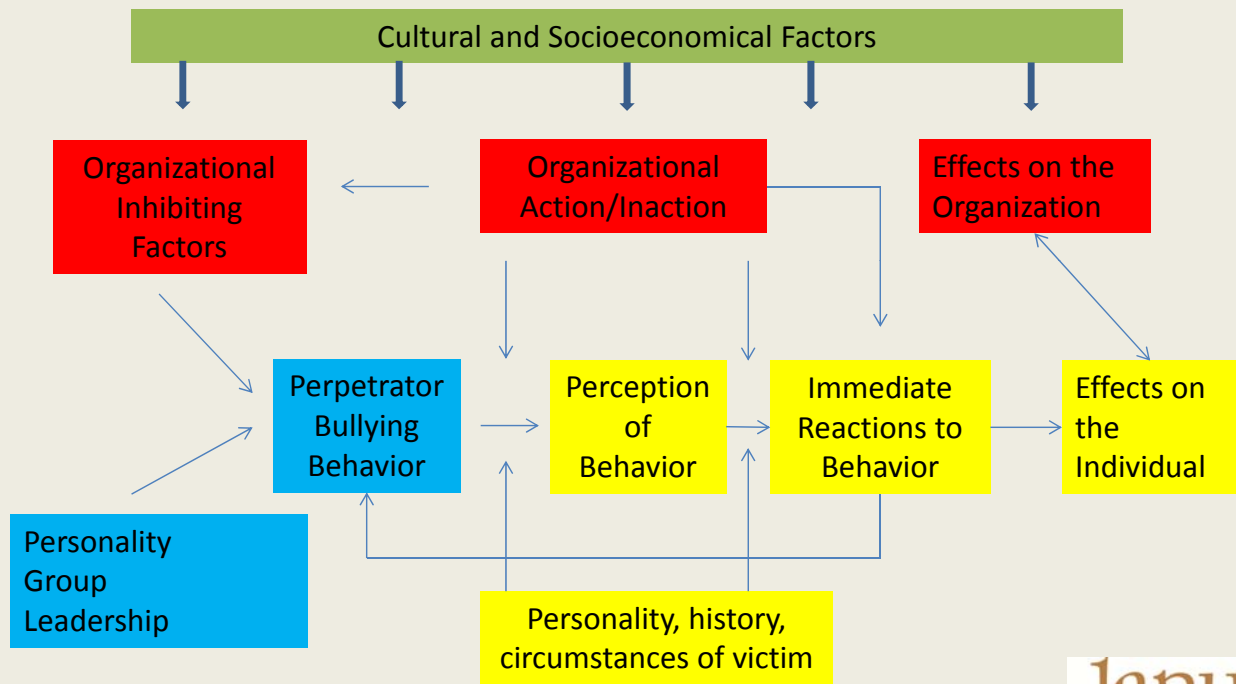 Cultural and Socioeconomical Factors
Organizational
Inhibiting
Factors
Organizational
Action/Inaction
Effects on the
Organization
Perpetrator
Bullying
Behavior
Perception
of
Behavior
Immediate
Reactions to
Behavior
Effects on
the
Individual
Personality
Group
Leadership
Personality, history,
circumstances of victim